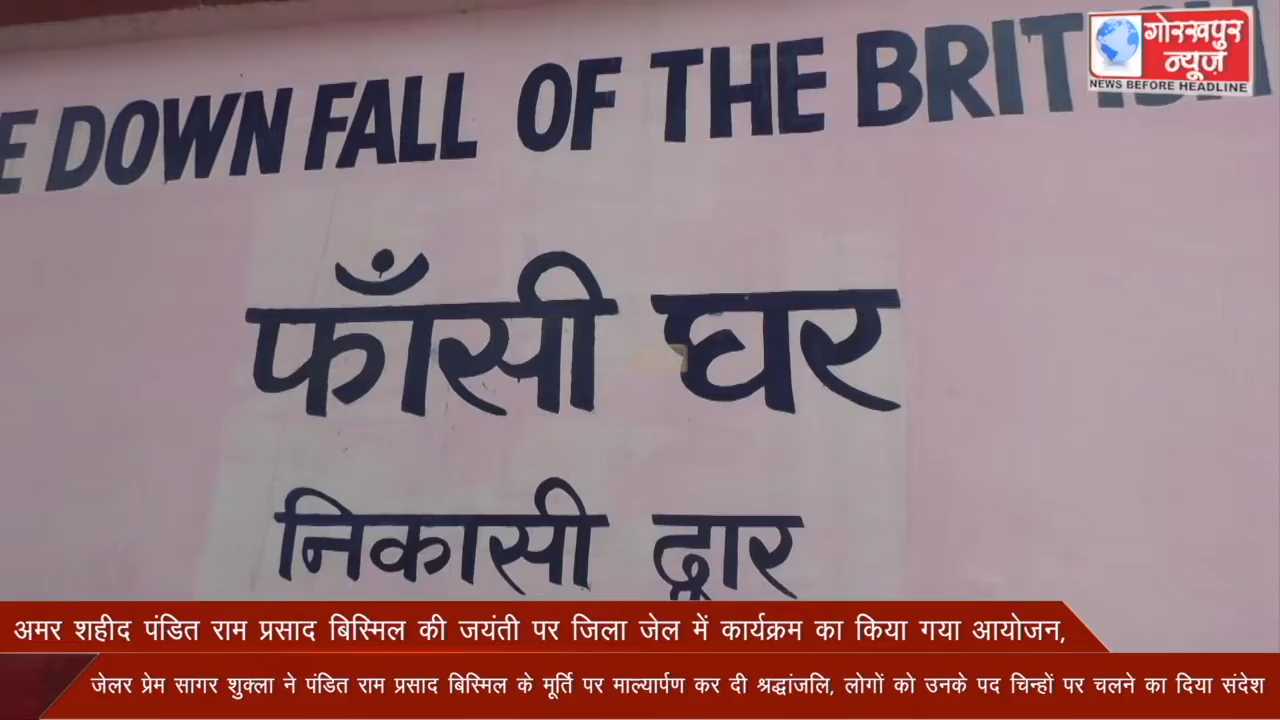 गोरखपुर
न्यूज़
NEWS BEFORE HEADLINE
DOWN FALL OF THE BRITISH
फाँसी घर
निकासी द्वार
अमर शहीद पंडित राम प्रसाद बिस्मिल की जयंती पर जिला जेल में कार्यक्रम का किया गया आयोजन,
जेलर प्रेम सागर शुक्ला ने पंडित राम प्रसाद बिस्मिल के मूर्ति पर माल्यार्पण कर दी श्रद्धांजलि, लोगों को उनके पद चिन्हों पर चलने का दिया संदेश